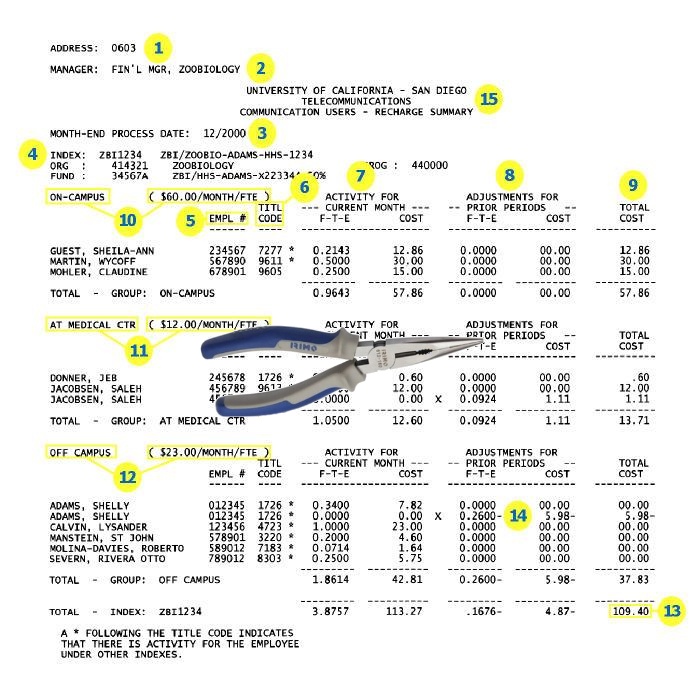 ADDRESS: 0603 1
MANAGER: FIN'L MGR, ZOOBIOLOGY 2
UNIVERSITY OF CALIFORNIA - SAN DIEGO
TELECOMMUNICATIONS 15
COMMUNICATION USERS - RECHARGE SUMMARY
MONTH-END PROCESS DATE: 12/2000 3
4 INDEX: ZBI1234 ZBI/ZOOBIO-ADAMS-HHS-1234
ORG : 414321 ZOOBIOLOGY : 440000
FUND : 34567A ZBI/HHS-ADAMS-X22334
6 7 8 9
ON-CAMPUS ( $60.00/MONTH/FTE ) ACTIVITY FOR ADJUSTMENTS FOR
10 5 TITL --- CURRENT MONTH --- -- PRIOR PERIODS -- TOTAL
EMPL # CODE F-T-E COST F-T-E COST COST
GUEST, SHEILA-ANN 234567 7277 * 0.2143 12.86 0.0000 00.00 12.86
MARTIN, WYCOFF 567890 9611 * 0.5000 30.00 0.0000 00.00 30.00
MOHLER, CLAUDINE 678901 9605 0.2500 15.00 0.0000 00.00 15.00
TOTAL - GROUP: ON-CAMPUS 0.9643 57.86 0.0000 00.00 57.86
AT MEDICAL CTR ( $12.00/MONTH/FTE ) ACTIVITY FOR ADJUSTMENTS FOR
11 MONTH --- PRIOR PERIODS -- TOTAL
F-T-E COST COST
DONNER, JEB 245678 1726 * 0.60 0.0000 00.00 .60
JACOBSEN, SALEH 456789 12.00 0.0000 00.00 12.00
JACOBSEN, SALEH 0.00 X 0.0924 1.11 1.11
TOTAL - GROUP: AT MEDICAL CTR 1.0500 12.60 0.0924 1.11 13.71
OFF CAMPUS ( $23.00/MONTH/FTE ) ACTIVITY FOR ADJUSTMENTS FOR
12 TITL --- CURRENT MONTH --- -- PRIOR PERIODS -- TOTAL
EMPL # CODE F-T-E COST F-T-E COST COST
ADAMS, SHELLY 012345 1726 * 0.3400 7.82 0.0000 00.00 00.00
ADAMS, SHELLY 012345 1726 * 0.0000 0.00 X 0.2600- 14 5.98- 5.98-
CALVIN, LYSANDER 123456 4723 * 1.0000 23.00 0.0000 00.00 00.00
MANSTEIN, ST JOHN 578901 3220 * 0.2000 4.60 0.0000 00.00 00.00
MOLINA-DAVIES, ROBERTO 589012 7183 * 0.0714 1.64 0.0000 00.00 00.00
SEVERN, RIVERA OTTO 789012 8303 * 0.2500 5.75 0.0000 00.00 00.00
TOTAL - GROUP: OFF CAMPUS 1.8614 42.81 0.2600- 5.98- 37.83
TOTAL - INDEX: ZBI1234 3.8757 113.27 .1676- 4.87- 109.40 13
A * FOLLOWING THE TITLE CODE INDICATES
THAT THERE IS ACTIVITY FOR THE EMPLOYEE
UNDER OTHER INDEXES.